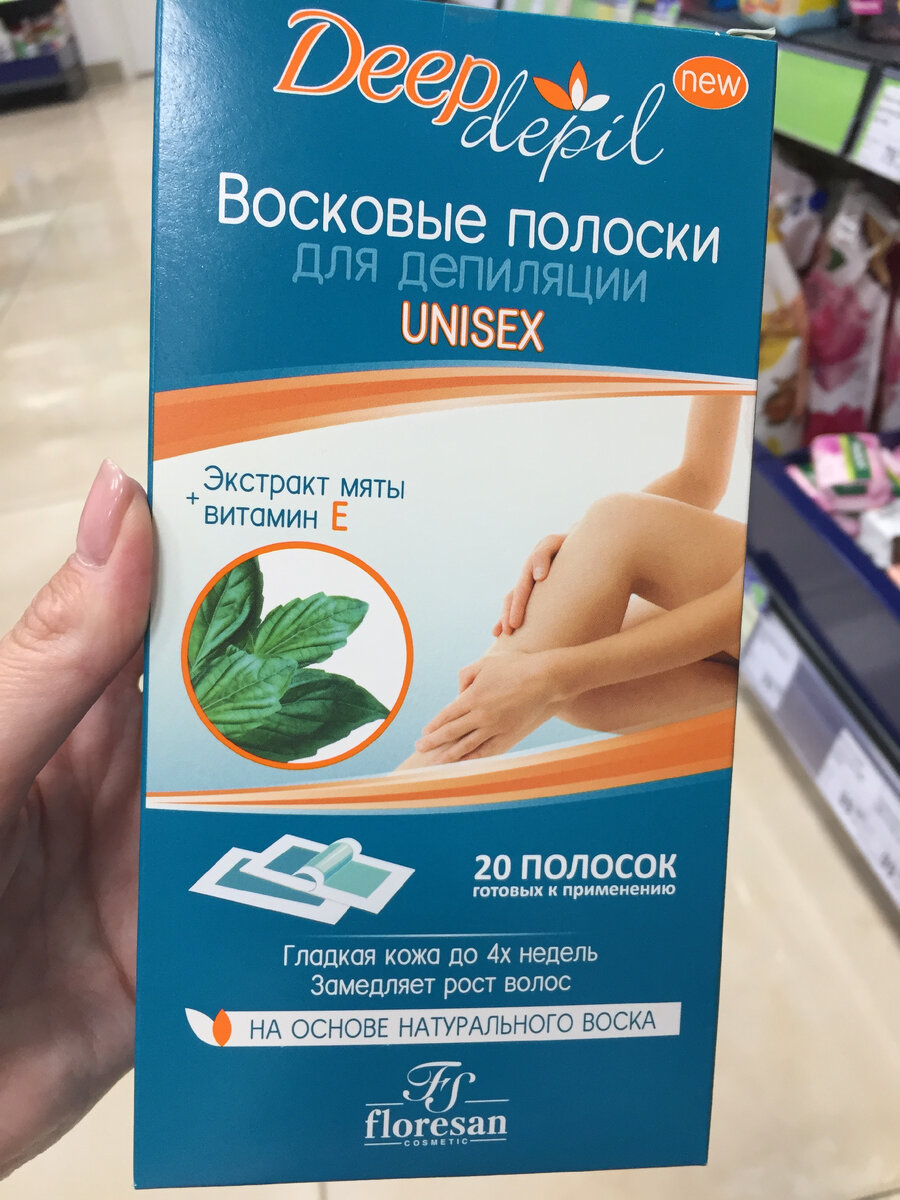 Deep
depil
new
Восковые полоски
для депиляции
UNISEX
Экстракт мяты
+ витамин E
20 ПОЛОСОК
готовых к применению
Гладкая кожа до 4х недель
Замедляет рост волос
НА ОСНОВЕ НАТУРАЛЬНОГО ВОСКА
FS
floresan
COSMETIC